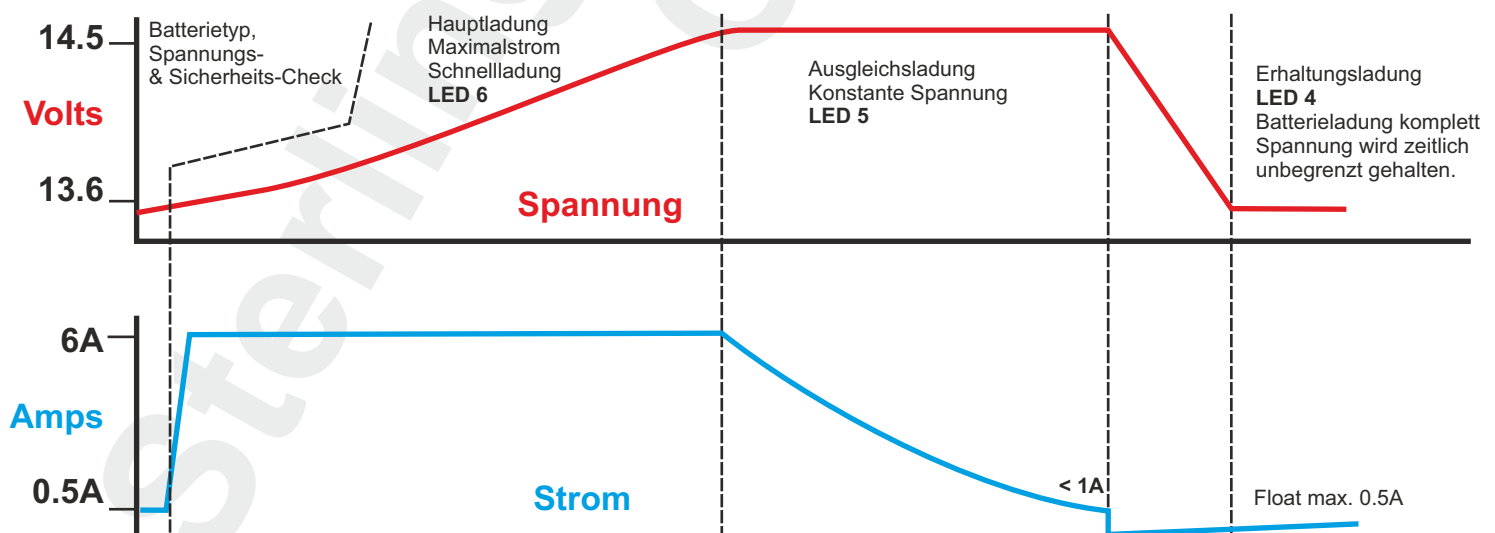 14.5
Volts
13.6
Batterietyp,
Spannungs-
& Sicherheits-Check
Hauptladung
Maximalstrom
Schnellladung
LED 6
Ausgleichsladung
Konstante Spannung
LED 5
Erhaltungsladung
LED 4
Batterieladung komplett
Spannung wird zeitlich
unbegrenzt gehalten.
Spannung
6A
Amps
0.5A
Strom
< 1A
Float max. 0.5A
Sterling